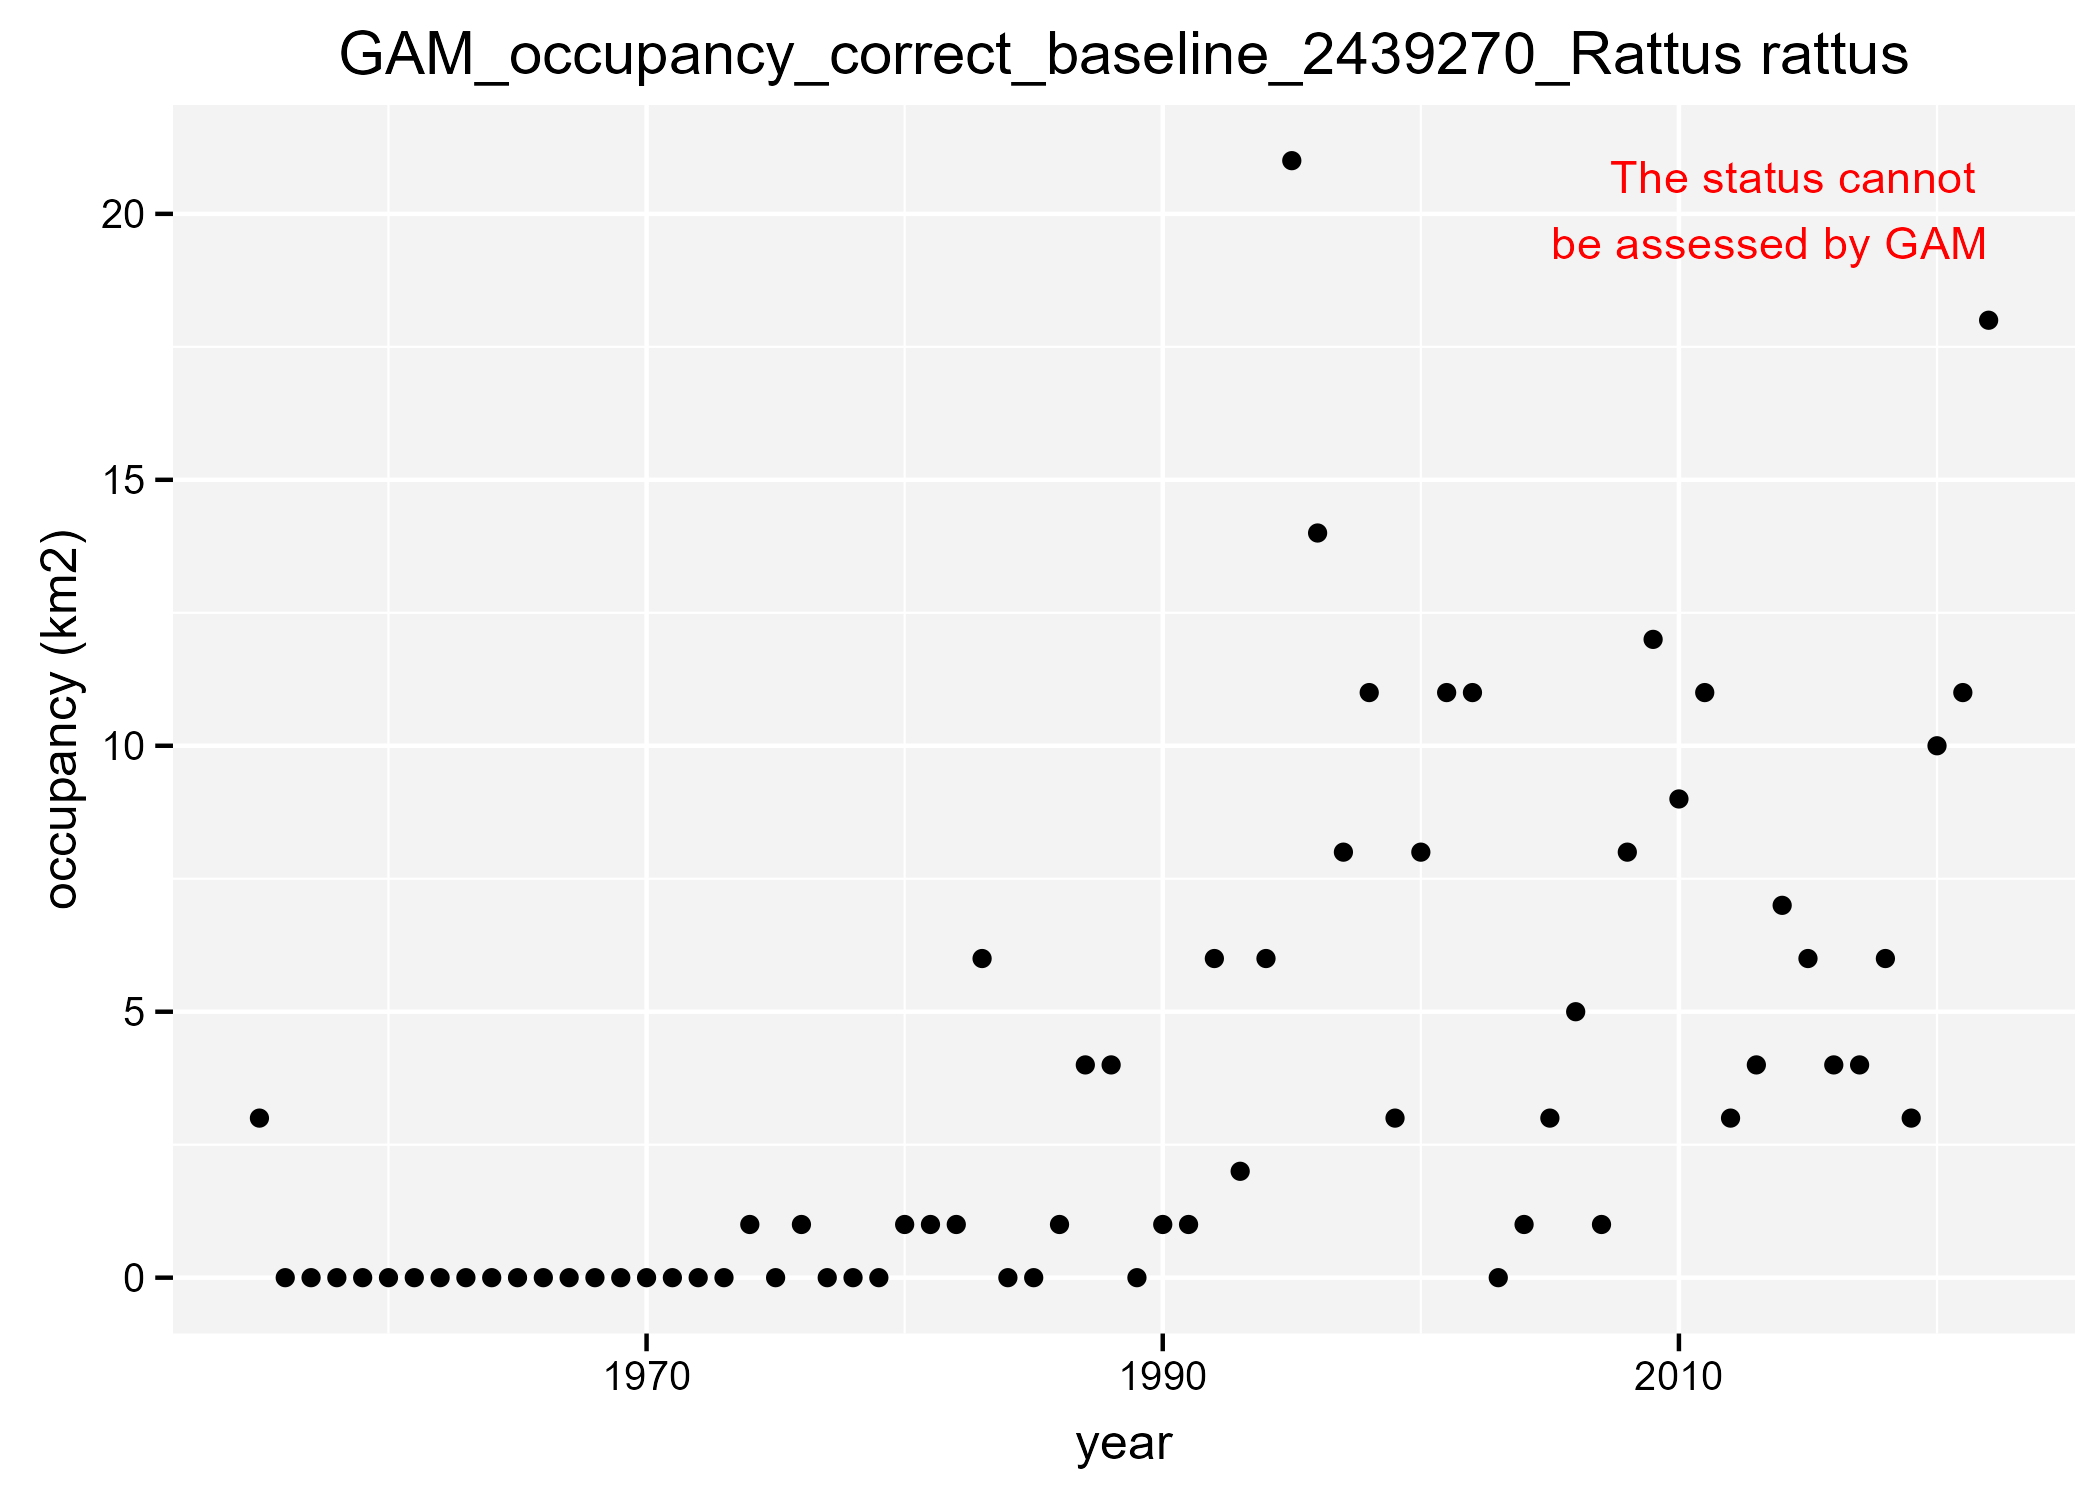 GAM_occupancy_correct_baseline_2439270_Rattus rattus
The status cannot
be assessed by GAM
20
15
10
5
0
occupancy (km2)
1970 1990 2010
year